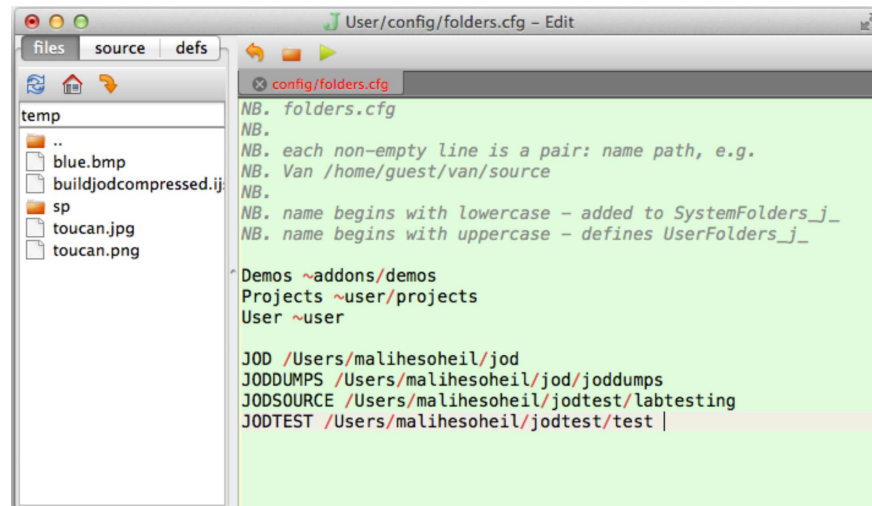 User/config/folders.cfg – Edit
files source defs
config/folders.cfg
temp
..
blue.bmp
buildjodcompressed.ij
sp
toucan.jpg
toucan.png
NB. folders.cfg
NB.
NB. each non-empty line is a pair: name path, e.g.
NB. Van /home/guest/van/source
NB.
NB. name begins with lowercase - added to SystemFolders_j_
NB. name begins with uppercase - defines UserFolders_j_
Demos ~addons/demos
Projects ~user/projects
User ~user
JOD /Users/malihesoheil/jod
JODDUMPS /Users/malihesoheil/jod/joddumps
JODSOURCE /Users/malihesoheil/jodtest/labtesting
JODTEST /Users/malihesoheil/jodtest/test